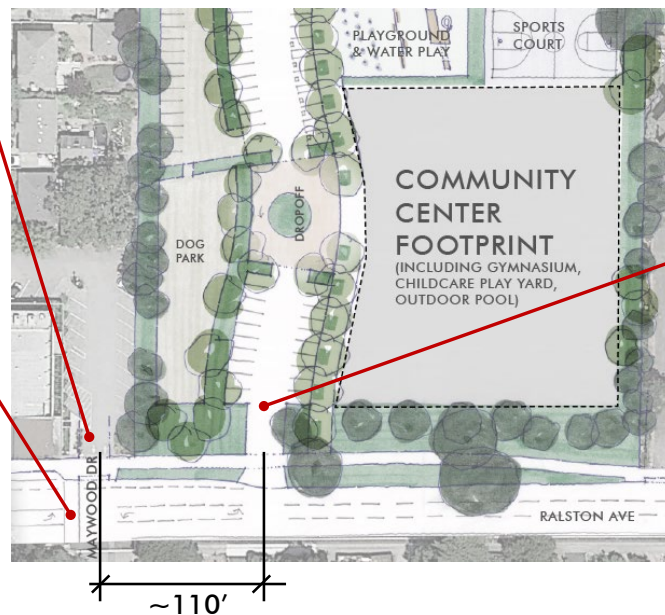 PLAYGROUND
& WATER PLAY
SPORTS
COURT
COMMUNITY
CENTER
FOOTPRINT
(INCLUDING GYMNASIUM,
CHILDCARE PLAY YARD,
OUTDOOR POOL)
DROPOFF
DOG
PARK
MAYWOOD DR
RALSTON AVE
~110'